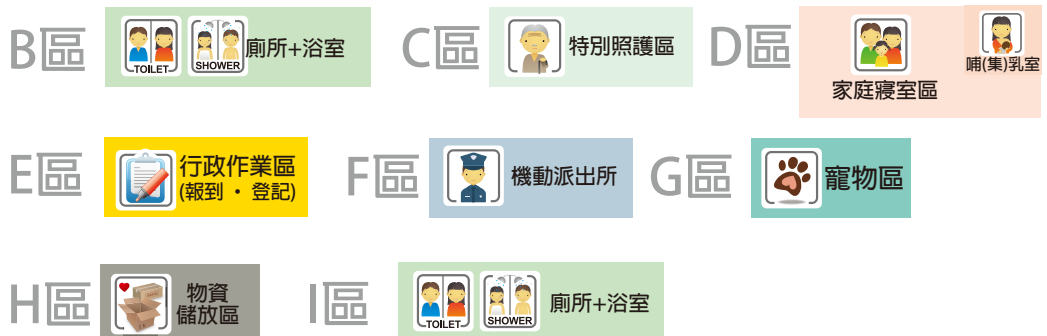 B區
TOILET
SHOWER
廁所+浴室
C區
特別照護區
D區
家庭寢室區
哺(集)乳室
E區
行政作業區
(報到 · 登記)
F區
機動派出所
G區
寵物區
H區
物資
儲放區
I區
TOILET
SHOWER
廁所+浴室